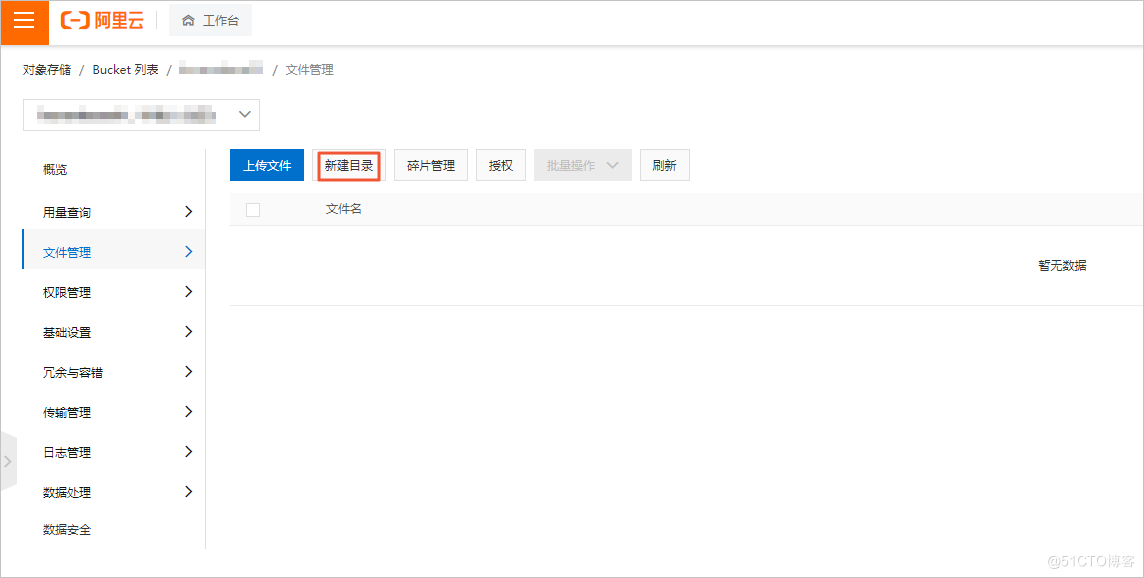 阿里云 工作台
对象存储 / Bucket 列表 / / 文件管理
概览
用量查询
文件管理
权限管理
基础设置
冗余与容错
传输管理
日志管理
数据处理
数据安全
上传文件 新建目录 碎片管理 授权 批量操作 刷新
文件名
暂无数据
@51CTO博客